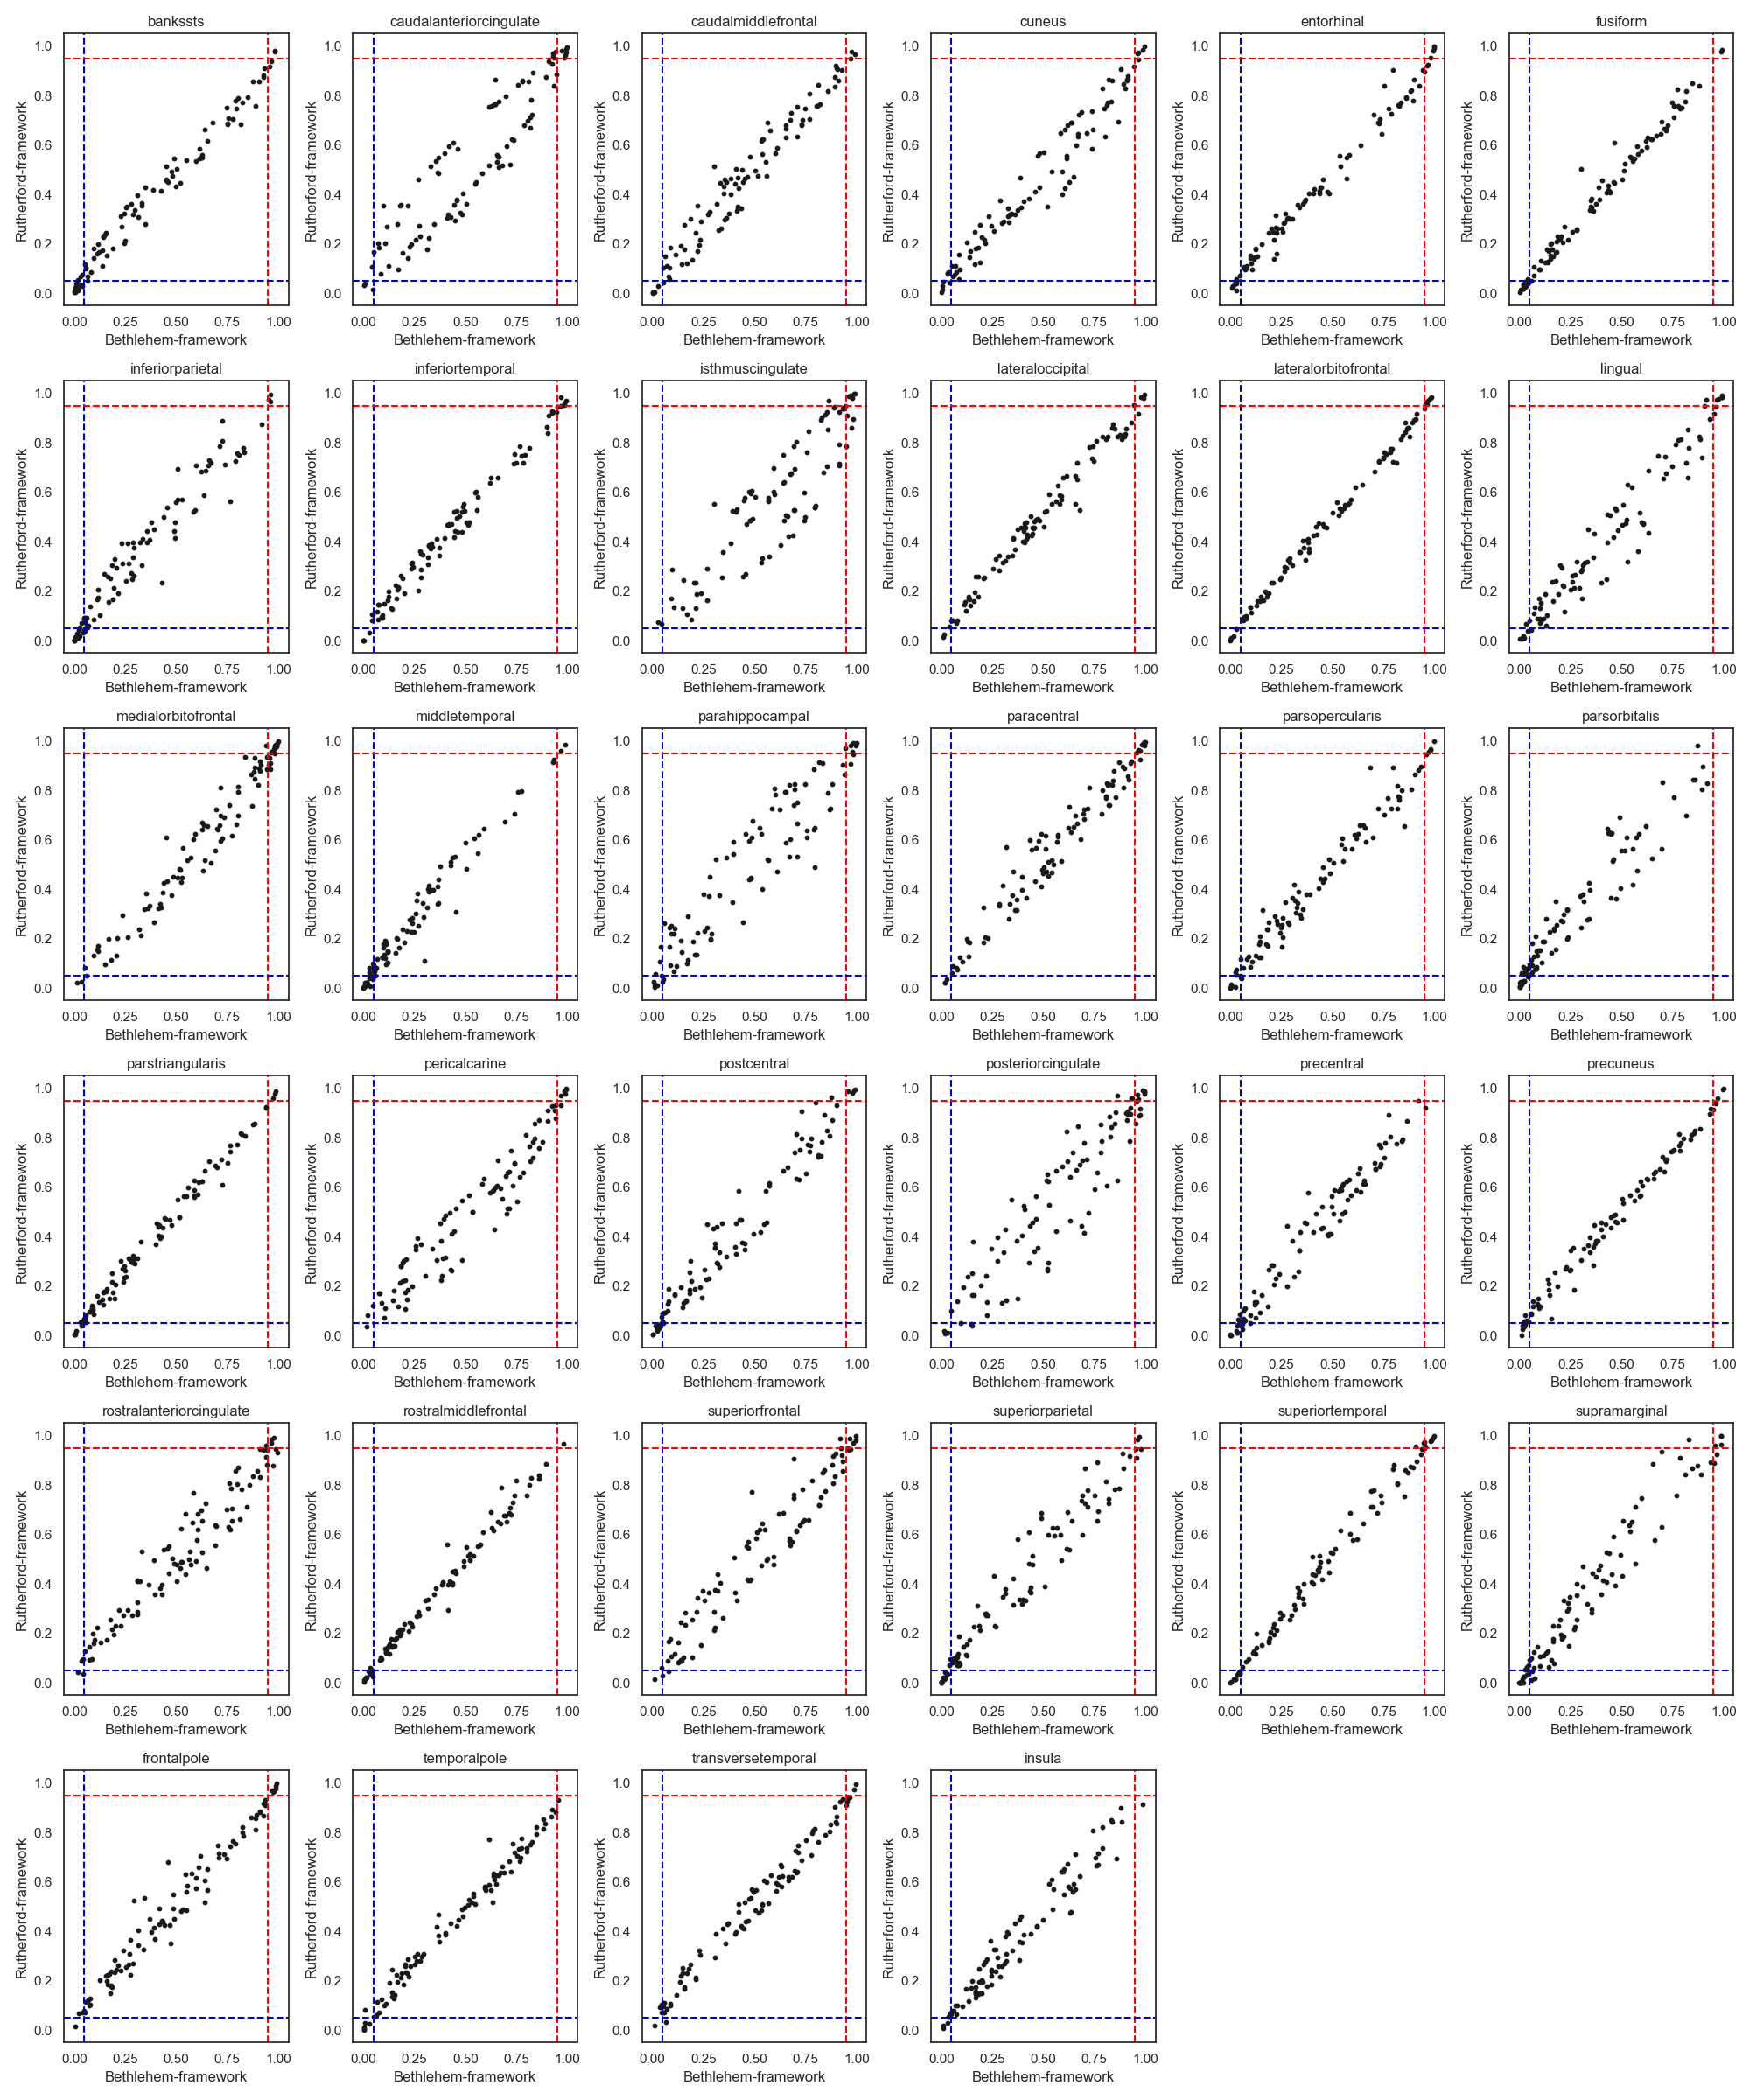 bankssts caudalanteriorcingulate caudalmiddlefrontal cuneus entorhinal fusiform
Rutherford-framework Rutherford-framework Rutherford-framework Rutherford-framework Rutherford-framework Rutherford-framework
1.0 1.0 1.0 1.0 1.0 1.0
0.8 0.8 0.8 0.8 0.8 0.8
0.6 0.6 0.6 0.6 0.6 0.6
0.4 0.4 0.4 0.4 0.4 0.4
0.2 0.2 0.2 0.2 0.2 0.2
0.0 0.0 0.0 0.0 0.0 0.0
0.00 0.25 0.50 0.75 1.00 0.00 0.25 0.50 0.75 1.00 0.00 0.25 0.50 0.75 1.00 0.00 0.25 0.50 0.75 1.00 0.00 0.25 0.50 0.75 1.00 0.00 0.25 0.50 0.75 1.00
Bethlehem-framework Bethlehem-framework Bethlehem-framework Bethlehem-framework Bethlehem-framework Bethlehem-framework
inferiorparietal inferiortemporal isthmuscingulate lateraloccipital lateralorbitofrontal lingual
Rutherford-framework Rutherford-framework Rutherford-framework Rutherford-framework Rutherford-framework Rutherford-framework
1.0 1.0 1.0 1.0 1.0 1.0
0.8 0.8 0.8 0.8 0.8 0.8
0.6 0.6 0.6 0.6 0.6 0.6
0.4 0.4 0.4 0.4 0.4 0.4
0.2 0.2 0.2 0.2 0.2 0.2
0.0 0.0 0.0 0.0 0.0 0.0
0.00 0.25 0.50 0.75 1.00 0.00 0.25 0.50 0.75 1.00 0.00 0.25 0.50 0.75 1.00 0.00 0.25 0.50 0.75 1.00 0.00 0.25 0.50 0.75 1.00 0.00 0.25 0.50 0.75 1.00
Bethlehem-framework Bethlehem-framework Bethlehem-framework Bethlehem-framework Bethlehem-framework Bethlehem-framework
medialorbitofrontal middletemporal parahippocampal paracentral parsopercularis parsorbitalis
Rutherford-framework Rutherford-framework Rutherford-framework Rutherford-framework Rutherford-framework Rutherford-framework
1.0 1.0 1.0 1.0 1.0 1.0
0.8 0.8 0.8 0.8 0.8 0.8
0.6 0.6 0.6 0.6 0.6 0.6
0.4 0.4 0.4 0.4 0.4 0.4
0.2 0.2 0.2 0.2 0.2 0.2
0.0 0.0 0.0 0.0 0.0 0.0
0.00 0.25 0.50 0.75 1.00 0.00 0.25 0.50 0.75 1.00 0.00 0.25 0.50 0.75 1.00 0.00 0.25 0.50 0.75 1.00 0.00 0.25 0.50 0.75 1.00 0.00 0.25 0.50 0.75 1.00
Bethlehem-framework Bethlehem-framework Bethlehem-framework Bethlehem-framework Bethlehem-framework Bethlehem-framework
parstriangularis pericalcarine postcentral posteriorcingulate precentral precuneus
Rutherford-framework Rutherford-framework Rutherford-framework Rutherford-framework Rutherford-framework Rutherford-framework
1.0 1.0 1.0 1.0 1.0 1.0
0.8 0.8 0.8 0.8 0.8 0.8
0.6 0.6 0.6 0.6 0.6 0.6
0.4 0.4 0.4 0.4 0.4 0.4
0.2 0.2 0.2 0.2 0.2 0.2
0.0 0.0 0.0 0.0 0.0 0.0
0.00 0.25 0.50 0.75 1.00 0.00 0.25 0.50 0.75 1.00 0.00 0.25 0.50 0.75 1.00 0.00 0.25 0.50 0.75 1.00 0.00 0.25 0.50 0.75 1.00 0.00 0.25 0.50 0.75 1.00
Bethlehem-framework Bethlehem-framework Bethlehem-framework Bethlehem-framework Bethlehem-framework Bethlehem-framework
rostralanteriorcingulate rostralmiddlefrontal superiorfrontal superiorparietal superiortemporal supramarginal
Rutherford-framework Rutherford-framework Rutherford-framework Rutherford-framework Rutherford-framework Rutherford-framework
1.0 1.0 1.0 1.0 1.0 1.0
0.8 0.8 0.8 0.8 0.8 0.8
0.6 0.6 0.6 0.6 0.6 0.6
0.4 0.4 0.4 0.4 0.4 0.4
0.2 0.2 0.2 0.2 0.2 0.2
0.0 0.0 0.0 0.0 0.0 0.0
0.00 0.25 0.50 0.75 1.00 0.00 0.25 0.50 0.75 1.00 0.00 0.25 0.50 0.75 1.00 0.00 0.25 0.50 0.75 1.00 0.00 0.25 0.50 0.75 1.00 0.00 0.25 0.50 0.75 1.00
Bethlehem-framework Bethlehem-framework Bethlehem-framework Bethlehem-framework Bethlehem-framework Bethlehem-framework
frontalpole temporalpole transversetemporal insula
Rutherford-framework Rutherford-framework Rutherford-framework Rutherford-framework
1.0 1.0 1.0 1.0
0.8 0.8 0.8 0.8
0.6 0.6 0.6 0.6
0.4 0.4 0.4 0.4
0.2 0.2 0.2 0.2
0.0 0.0 0.0 0.0
0.00 0.25 0.50 0.75 1.00 0.00 0.25 0.50 0.75 1.00 0.00 0.25 0.50 0.75 1.00 0.00 0.25 0.50 0.75 1.00
Bethlehem-framework Bethlehem-framework Bethlehem-framework Bethlehem-framework